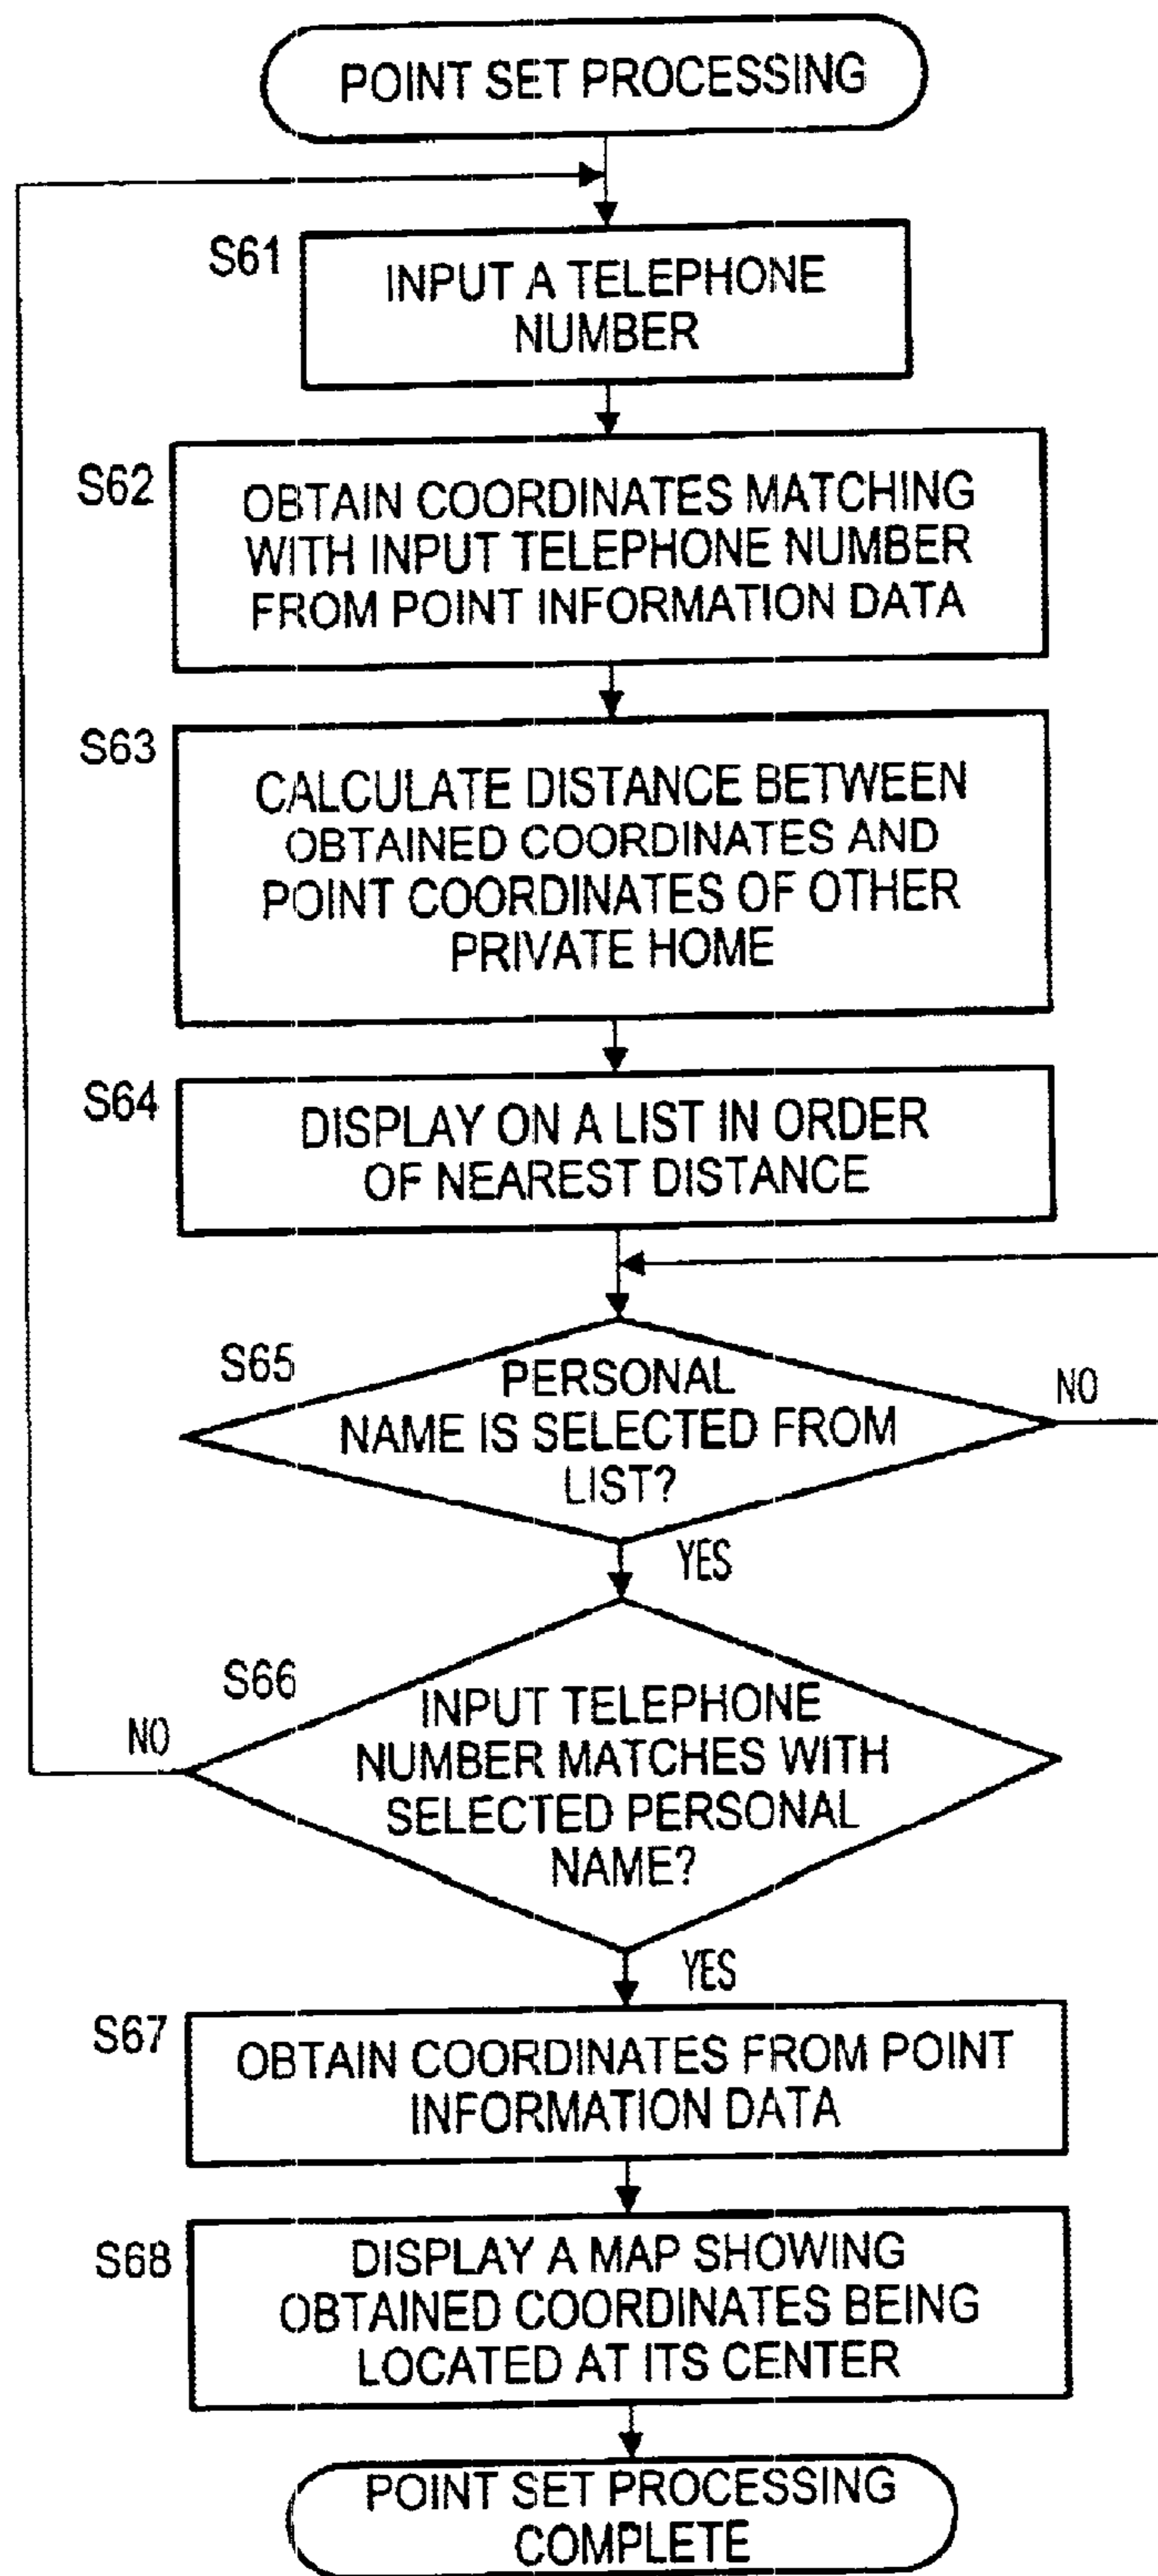 POINT SET PROCESSING
S61
INPUT A TELEPHONE
NUMBER
S62
OBTAIN COORDINATES MATCHING
WITH INPUT TELEPHONE NUMBER
FROM POINT INFORMATION DATA
S63
CALCULATE DISTANCE BETWEEN
OBTAINED COORDINATES AND
POINT COORDINATES OF OTHER
PRIVATE HOME
S64
DISPLAY ON A LIST IN ORDER
OF NEAREST DISTANCE
S65
PERSONAL
NAME IS SELECTED FROM
LIST?
NO
YES
S66
INPUT TELEPHONE
NUMBER MATCHES WITH
SELECTED PERSONAL
NAME?
NO
YES
S67
OBTAIN COORDINATES FROM POINT
INFORMATION DATA
S68
DISPLAY A MAP SHOWING
OBTAINED COORDINATES BEING
LOCATED AT ITS CENTER
POINT SET PROCESSING
COMPLETE